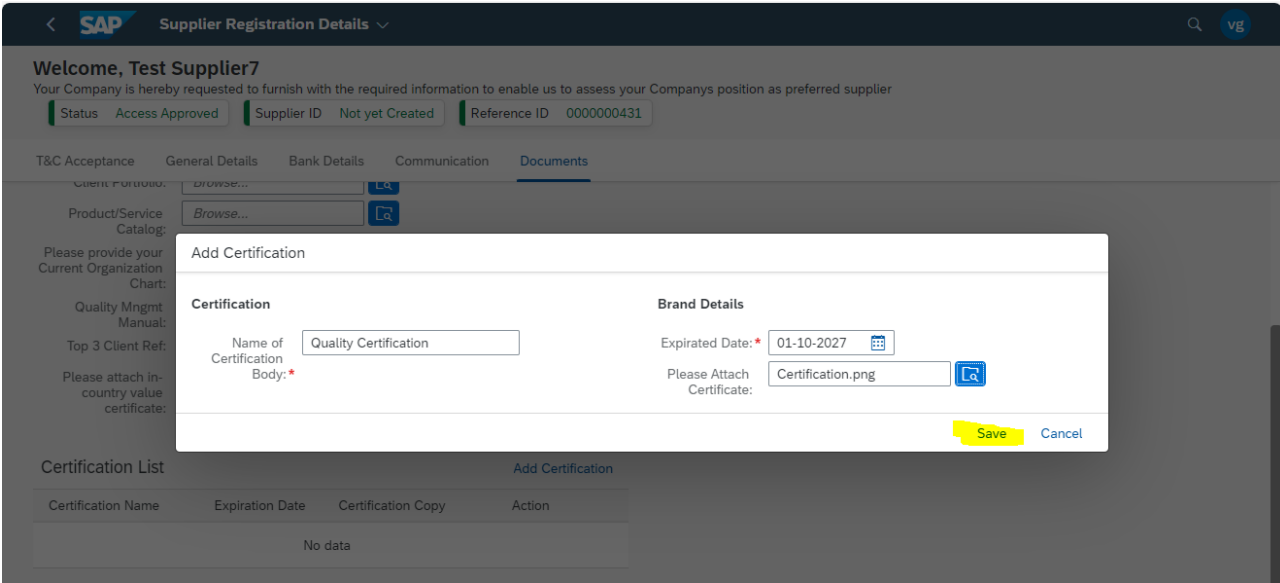 SAP Supplier Registration Details
vg
Welcome, Test Supplier7
Your Company is hereby requested to furnish with the required information to enable us to assess your Companys position as preferred supplier
Status Access Approved Supplier ID Not yet Created Reference ID 0000000431
T&C Acceptance General Details Bank Details Communication Documents
Client Portfolio: Browse...
Product/Service Browse...
Catalog:
Please provide your
Current Organization
Chart:
Quality Mngmt
Manual:
Top 3 Client Ref:
Please attach in-
country value
certificate:
Add Certification
Certification
Name of Quality Certification
Certification
Body:*
Brand Details
Expirated Date:* 01-10-2027
Please Attach Certification.png
Certificate:
Save Cancel
Certification List Add Certification
Certification Name Expiration Date Certification Copy Action
No data